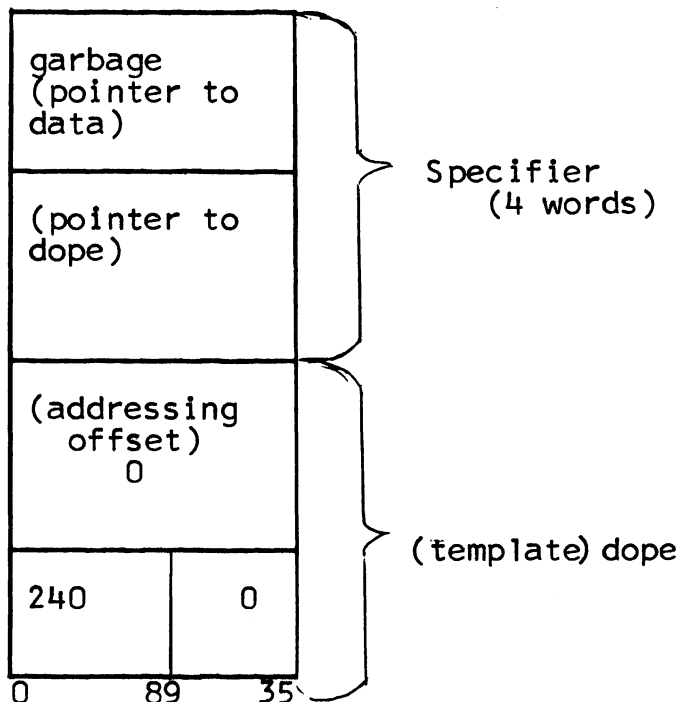 garbage
(pointer to
data)
Specifier
(4 words)
(pointer to
dope)
(addressing
offset)
0
(template) dope
240 0
0 89 35